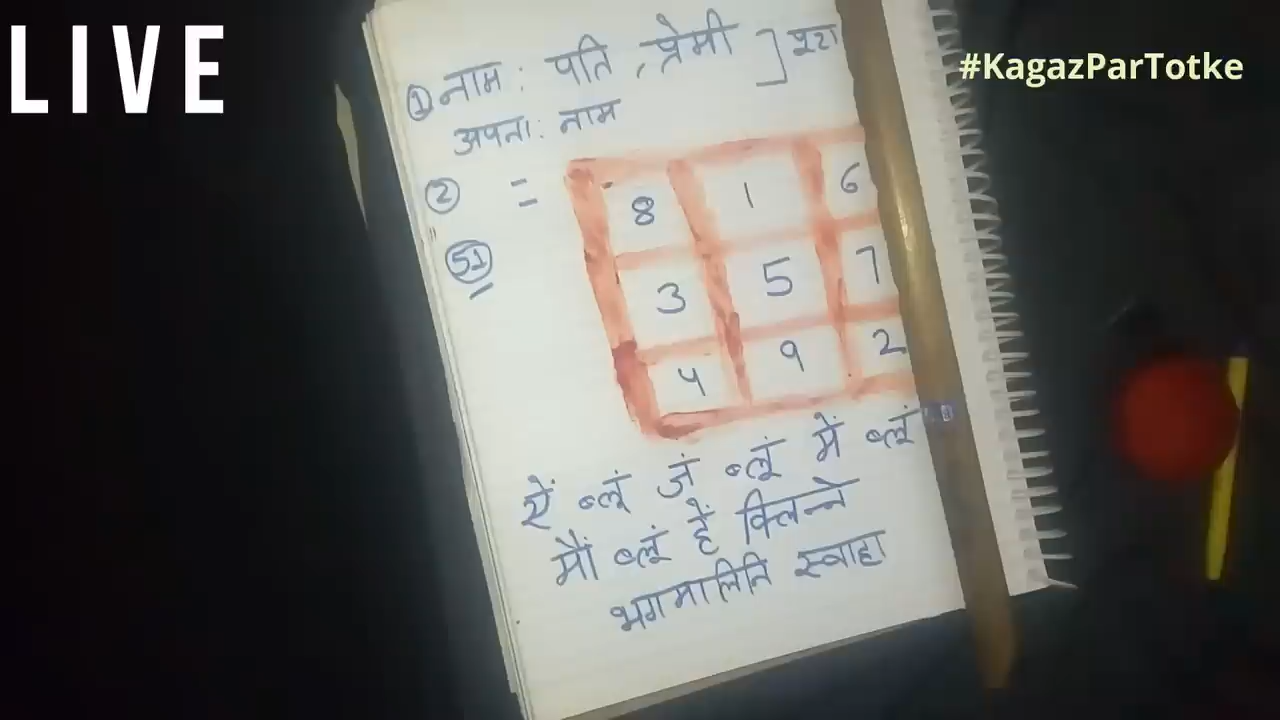 LIVE
#KagazParTotke
① नाम : पति , प्रेमी ] पूरा
अपना : नाम
② =
51
8 1 6
3 5 7
4 9 2
ऐं ब्लूं जं ब्लूं में ब्लूं
मौं ब्लूं हें क्लिन्ने
भगमालिनि स्वाहा